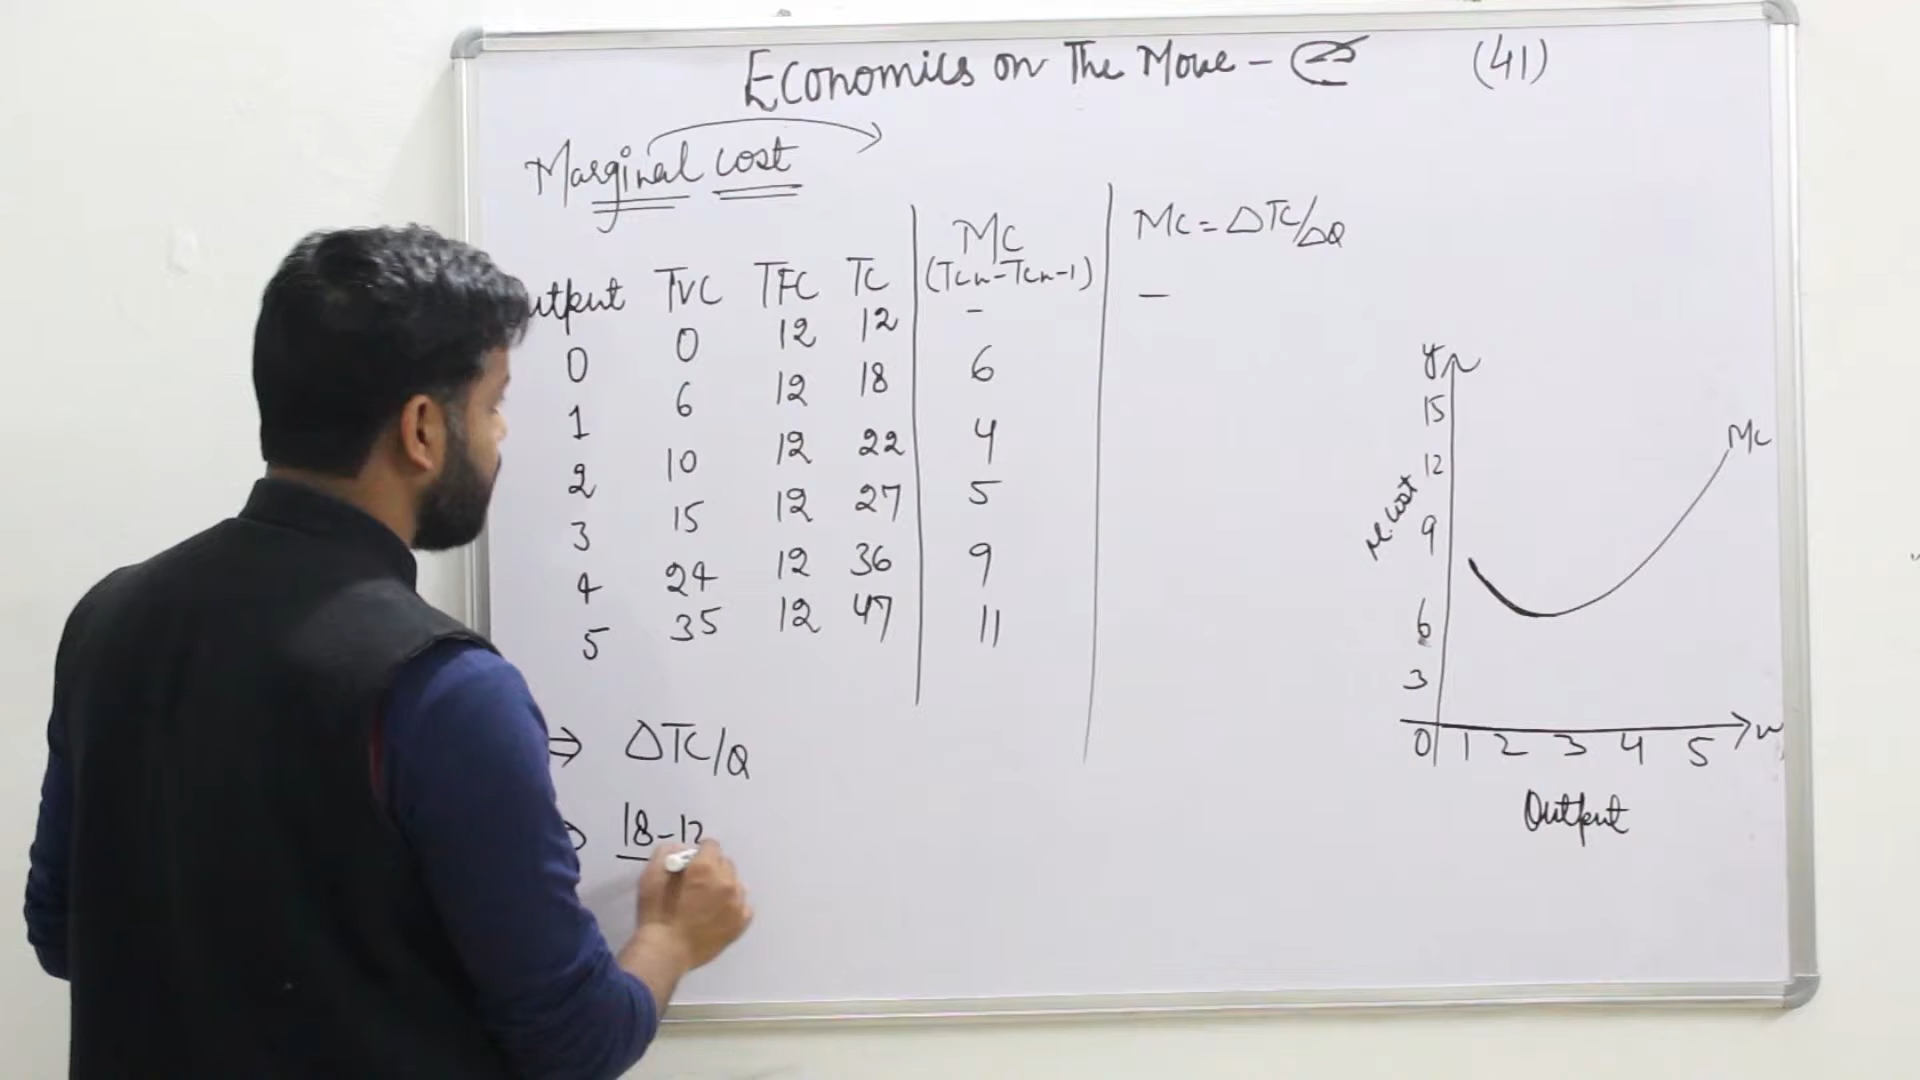 Economics on The Move - (41)
Marginal cost
utput TVC TFC TC MC (TCn-TCn-1) MC = ΔTC/ΔQ
0 0 12 12 - —
1 6 12 18 6
2 10 12 22 4
3 15 12 27 5
4 24 12 36 9
5 35 12 47 11
⇒ ΔTC/Q
18-12
Y
15
12
9
6
3
M. Cost
MC
0 1 2 3 4 5
Output